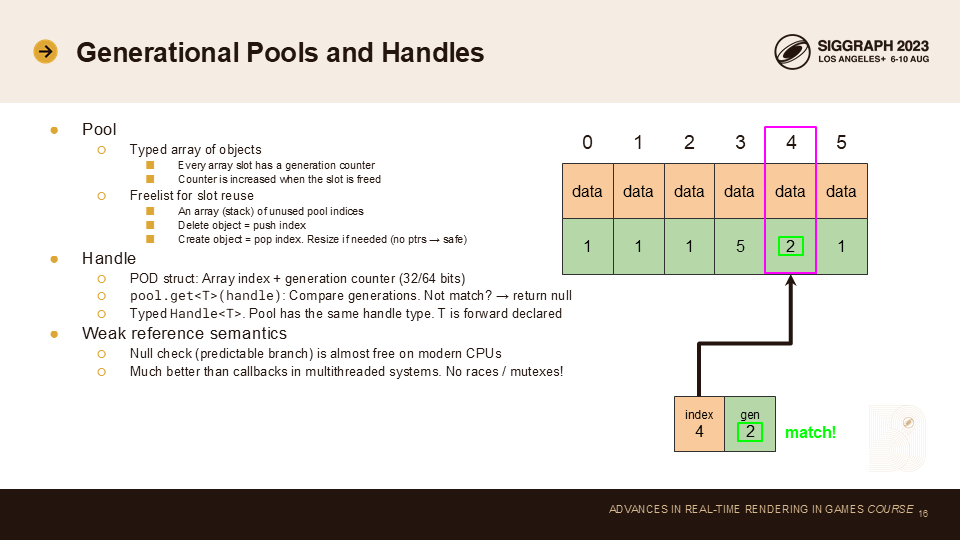 Generational Pools and Handles
SIGGRAPH 2023
LOS ANGELES+ 6-10 AUG
● Pool
○ Typed array of objects
■ Every array slot has a generation counter
■ Counter is increased when the slot is freed
○ Freelist for slot reuse
■ An array (stack) of unused pool indices
■ Delete object = push index
■ Create object = pop index. Resize if needed (no ptrs → safe)
● Handle
○ POD struct: Array index + generation counter (32/64 bits)
○ pool.get<T>(handle): Compare generations. Not match? → return null
○ Typed Handle<T>. Pool has the same handle type. T is forward declared
● Weak reference semantics
○ Null check (predictable branch) is almost free on modern CPUs
○ Much better than callbacks in multithreaded systems. No races / mutexes!
0 1 2 3 4 5
data data data data data data
1 1 1 5 2 1
index gen
4 2 match!
ADVANCES IN REAL-TIME RENDERING IN GAMES COURSE 16